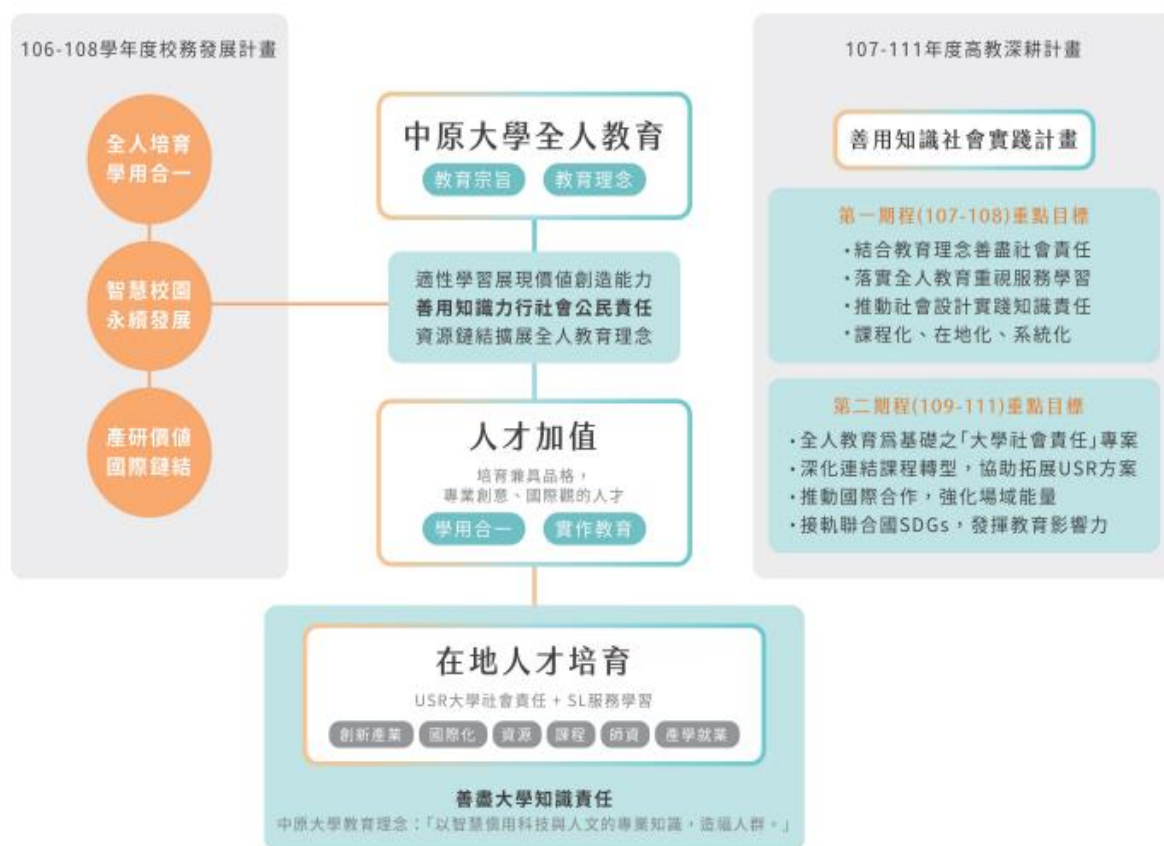 106-108學年度校務發展計畫
全人培育
學用合一
智慧校園
永續發展
產研價值
國際鏈結
中原大學全人教育
教育宗旨
教育理念
適性學習展現價值創造能力
善用知識力行社會公民責任
資源鏈結擴展全人教育理念
人才加值
培育兼具品格，
專業創意、國際觀的人才
學用合一
實作教育
在地人才培育
USR大學社會責任 + SL服務學習
創新產業
國際化
資源
課程
師資
產學就業
善盡大學知識責任
中原大學教育理念：「以智慧慎用科技與人文的專業知識，造福人群。」
107-111年度高教深耕計畫
善用知識社會實踐計畫
第一期程(107-108)重點目標
・結合教育理念善盡社會責任
・落實全人教育重視服務學習
・推動社會設計實踐知識責任
・課程化、在地化、系統化
第二期程(109-111)重點目標
・全人教育爲基礎之「大學社會責任」專案
・深化連結課程轉型，協助拓展USR方案
・推動國際合作，強化場域能量
・接軌聯合國SDGs，發揮教育影響力